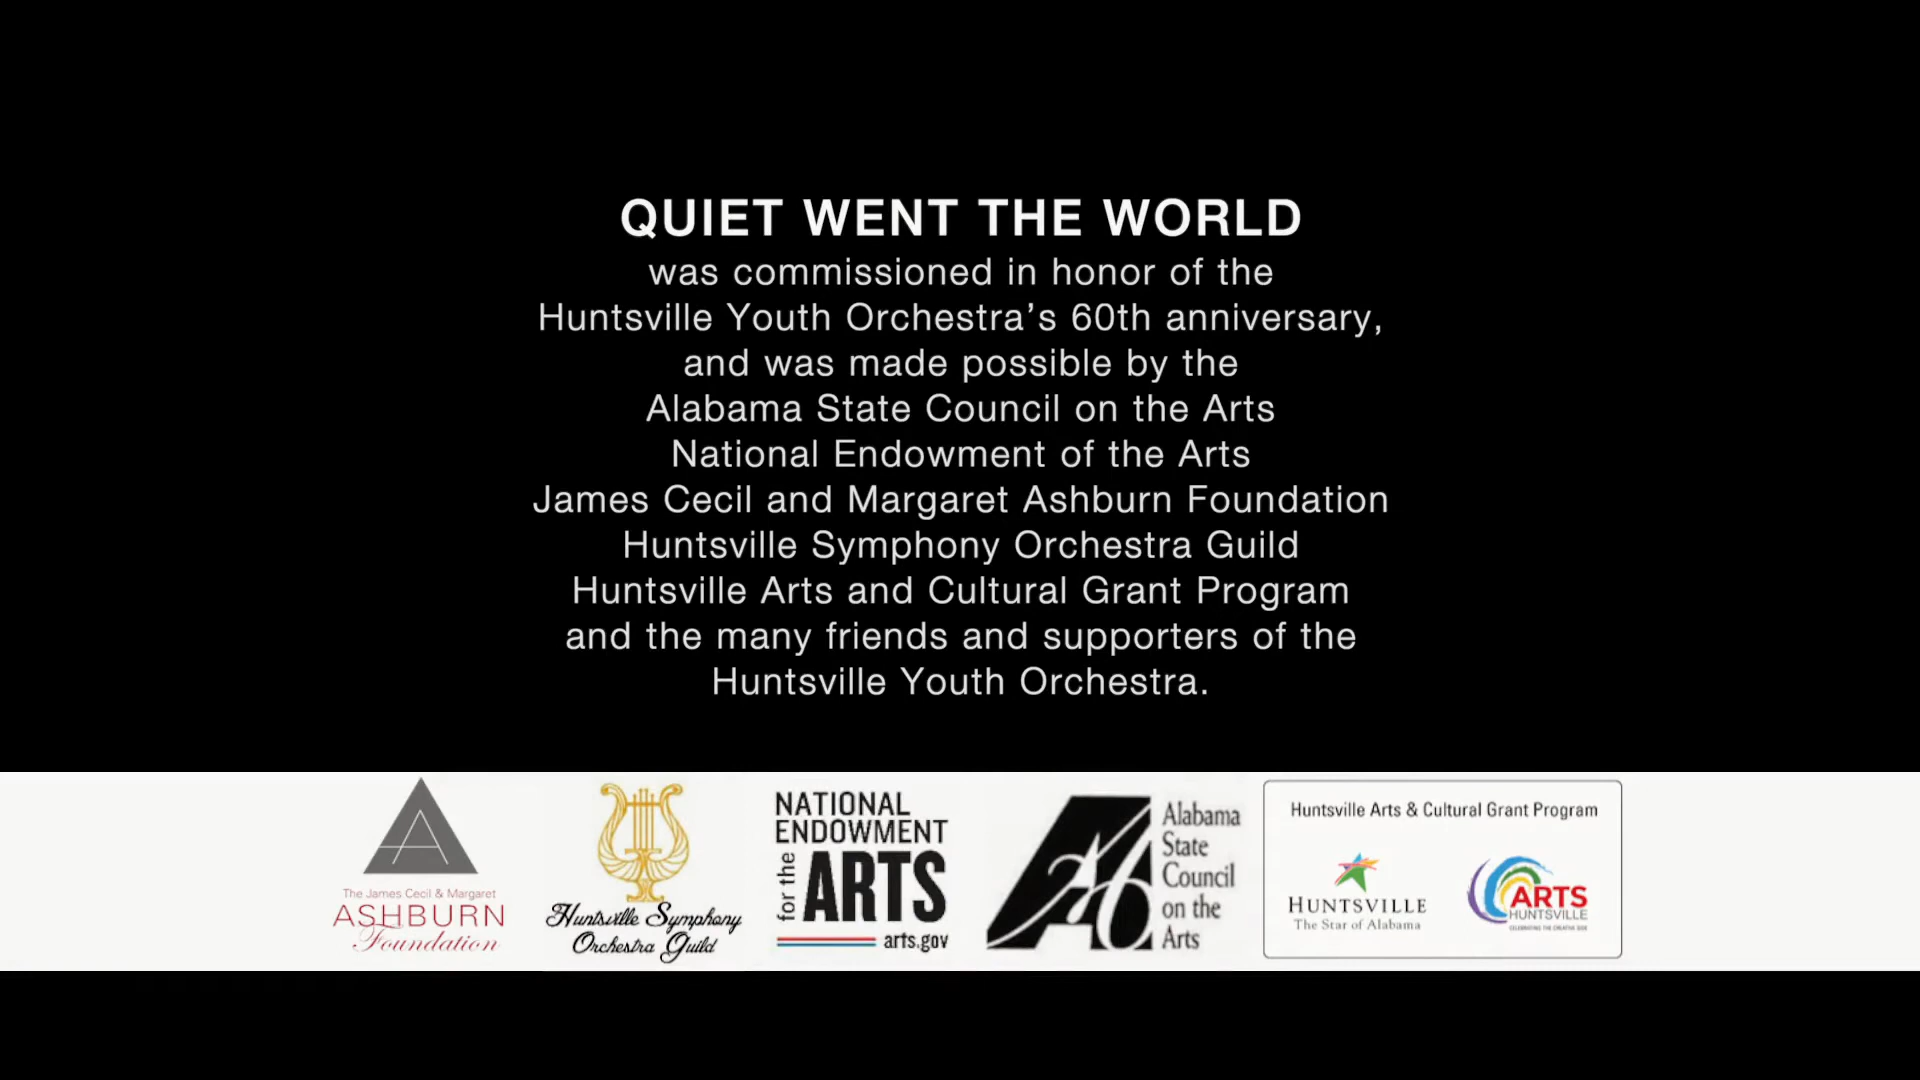 QUIET WENT THE WORLD
was commissioned in honor of the
Huntsville Youth Orchestra’s 60th anniversary,
and was made possible by the
Alabama State Council on the Arts
National Endowment of the Arts
James Cecil and Margaret Ashburn Foundation
Huntsville Symphony Orchestra Guild
Huntsville Arts and Cultural Grant Program
and the many friends and supporters of the
Huntsville Youth Orchestra.
The James Cecil & Margaret
ASHBURN
Foundation
Huntsville Symphony
Orchestra Guild
NATIONAL
ENDOWMENT
for the
ARTS
arts.gov
Alabama
State
Council
on the
Arts
Huntsville Arts & Cultural Grant Program
HUNTSVILLE
The Star of Alabama
ARTS
HUNTSVILLE
CELEBRATING THE CREATIVE SIDE